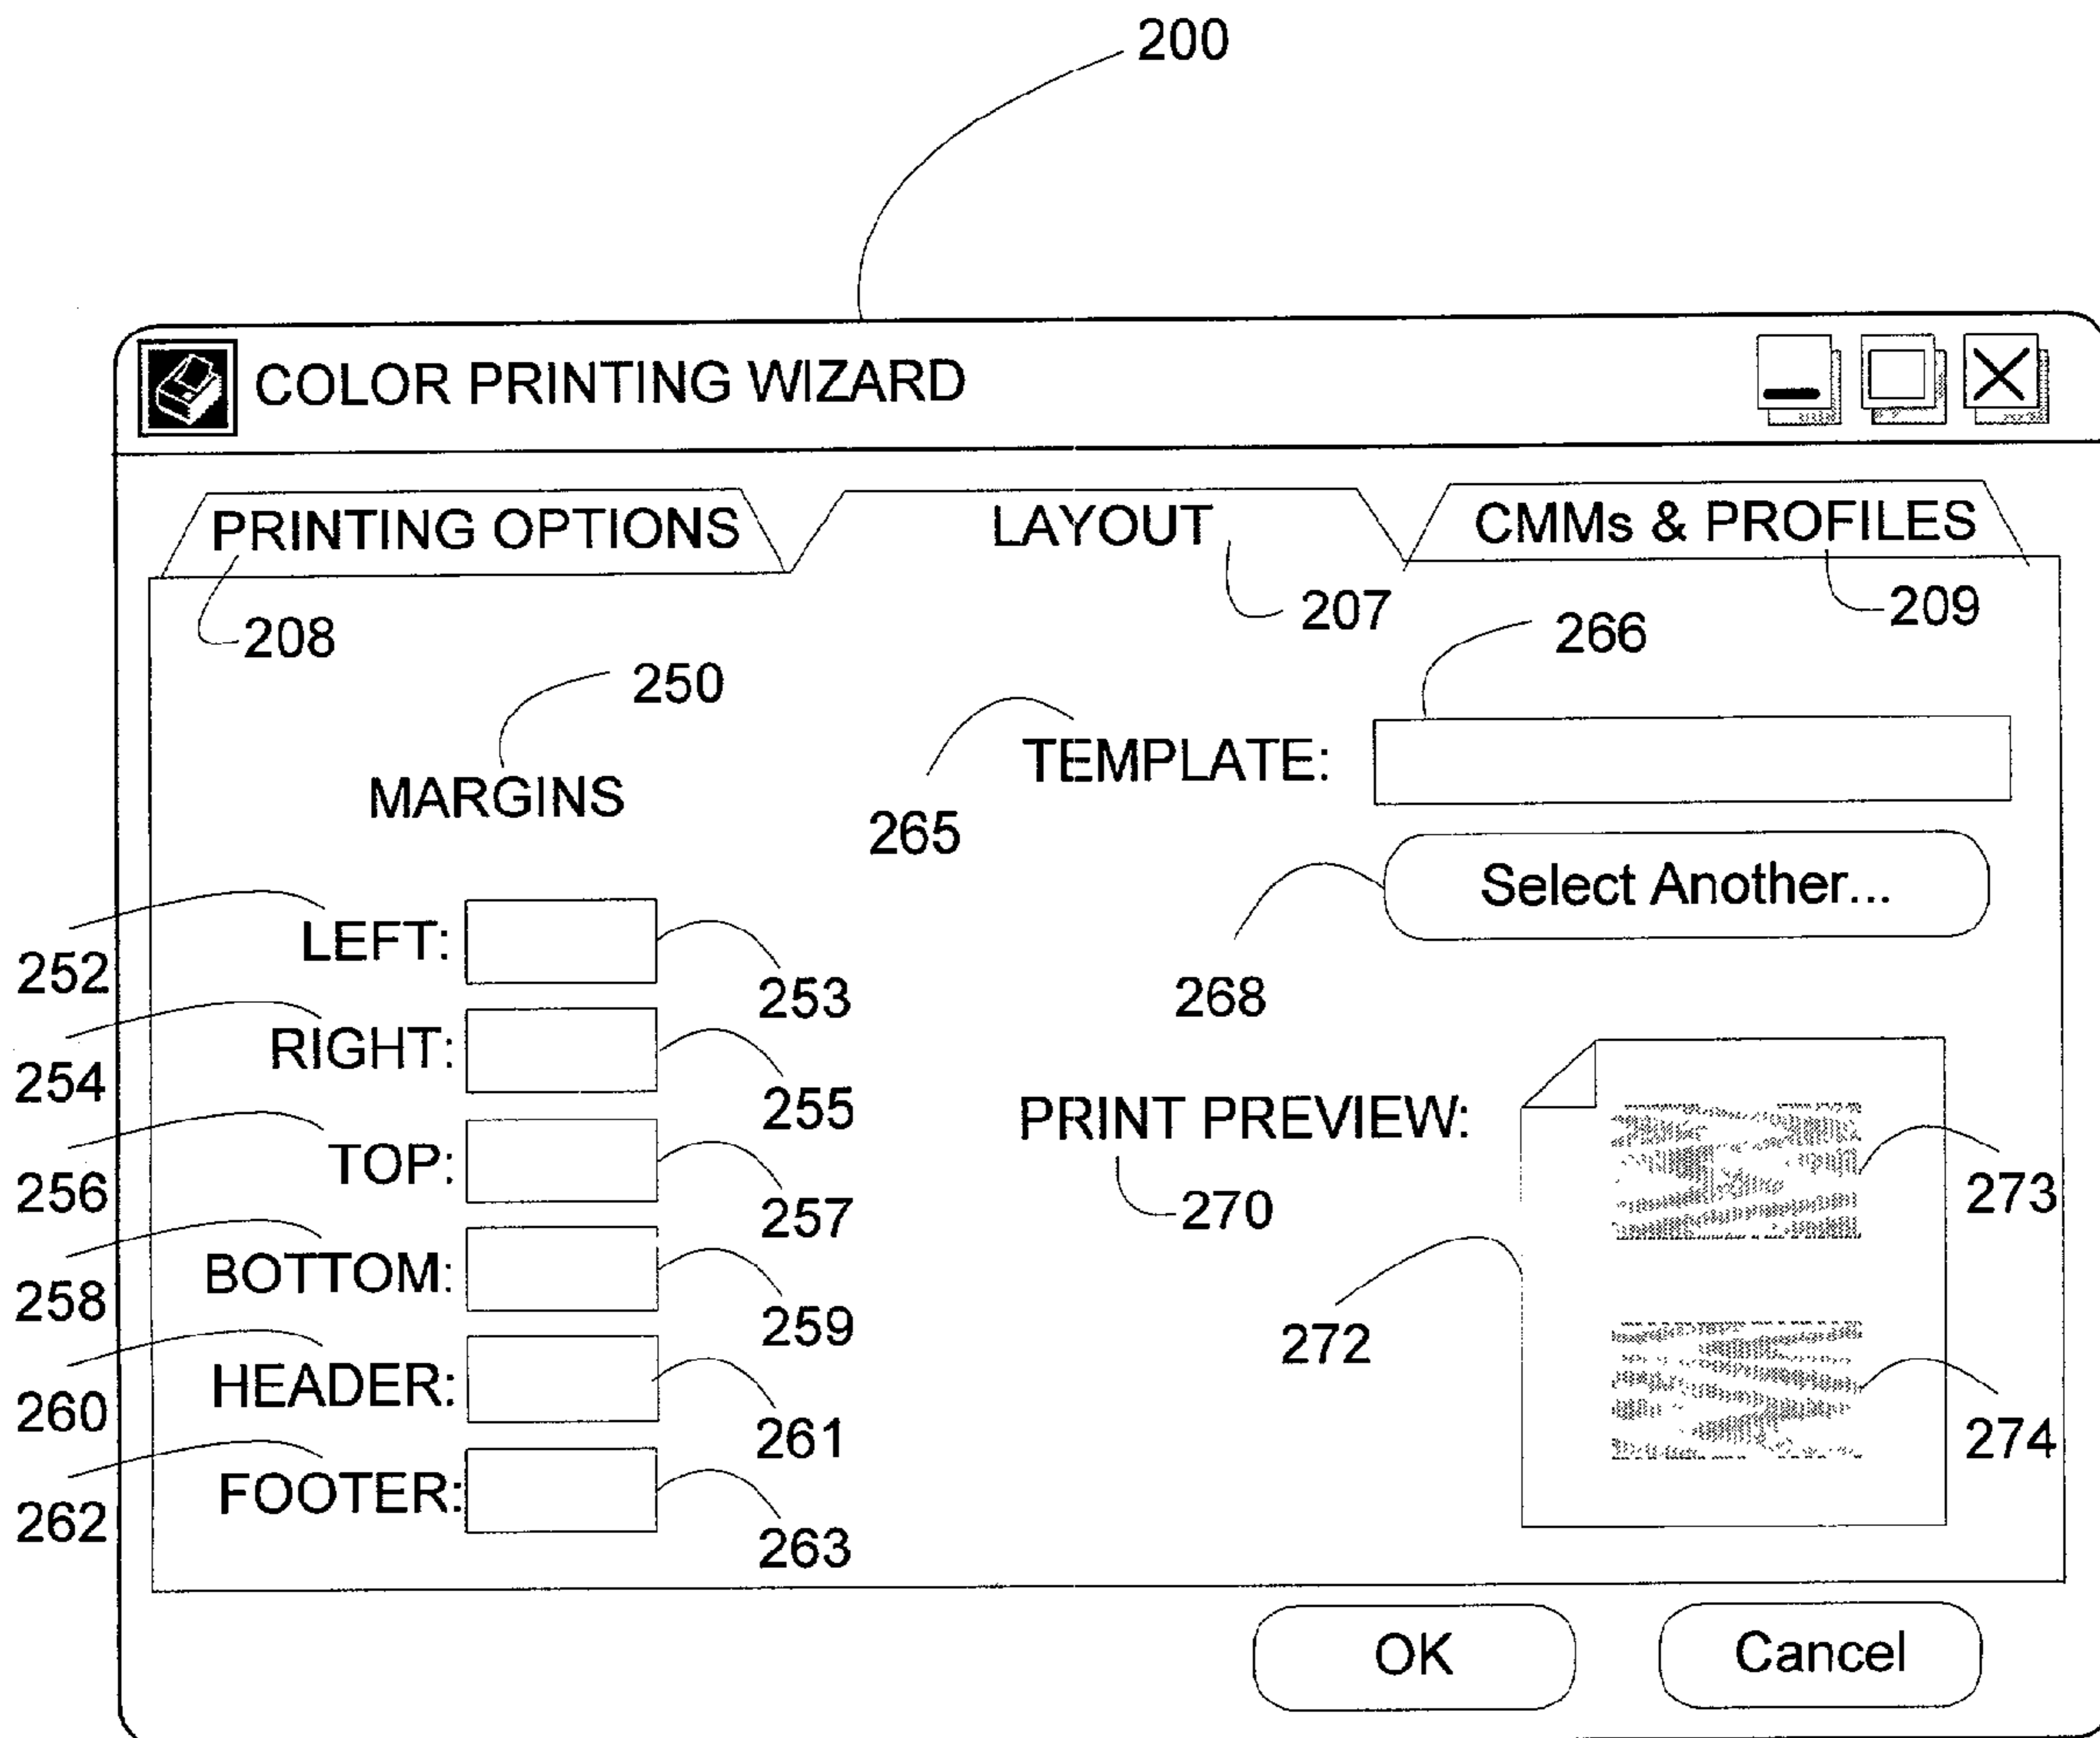 200
COLOR PRINTING WIZARD
PRINTING OPTIONS
LAYOUT
CMMs & PROFILES
208
207
209
250
266
MARGINS
TEMPLATE:
265
Select Another...
268
252
LEFT:
253
254
RIGHT:
255
256
TOP:
257
258
BOTTOM:
259
260
HEADER:
261
262
FOOTER:
263
PRINT PREVIEW:
270
272
273
274
OK
Cancel